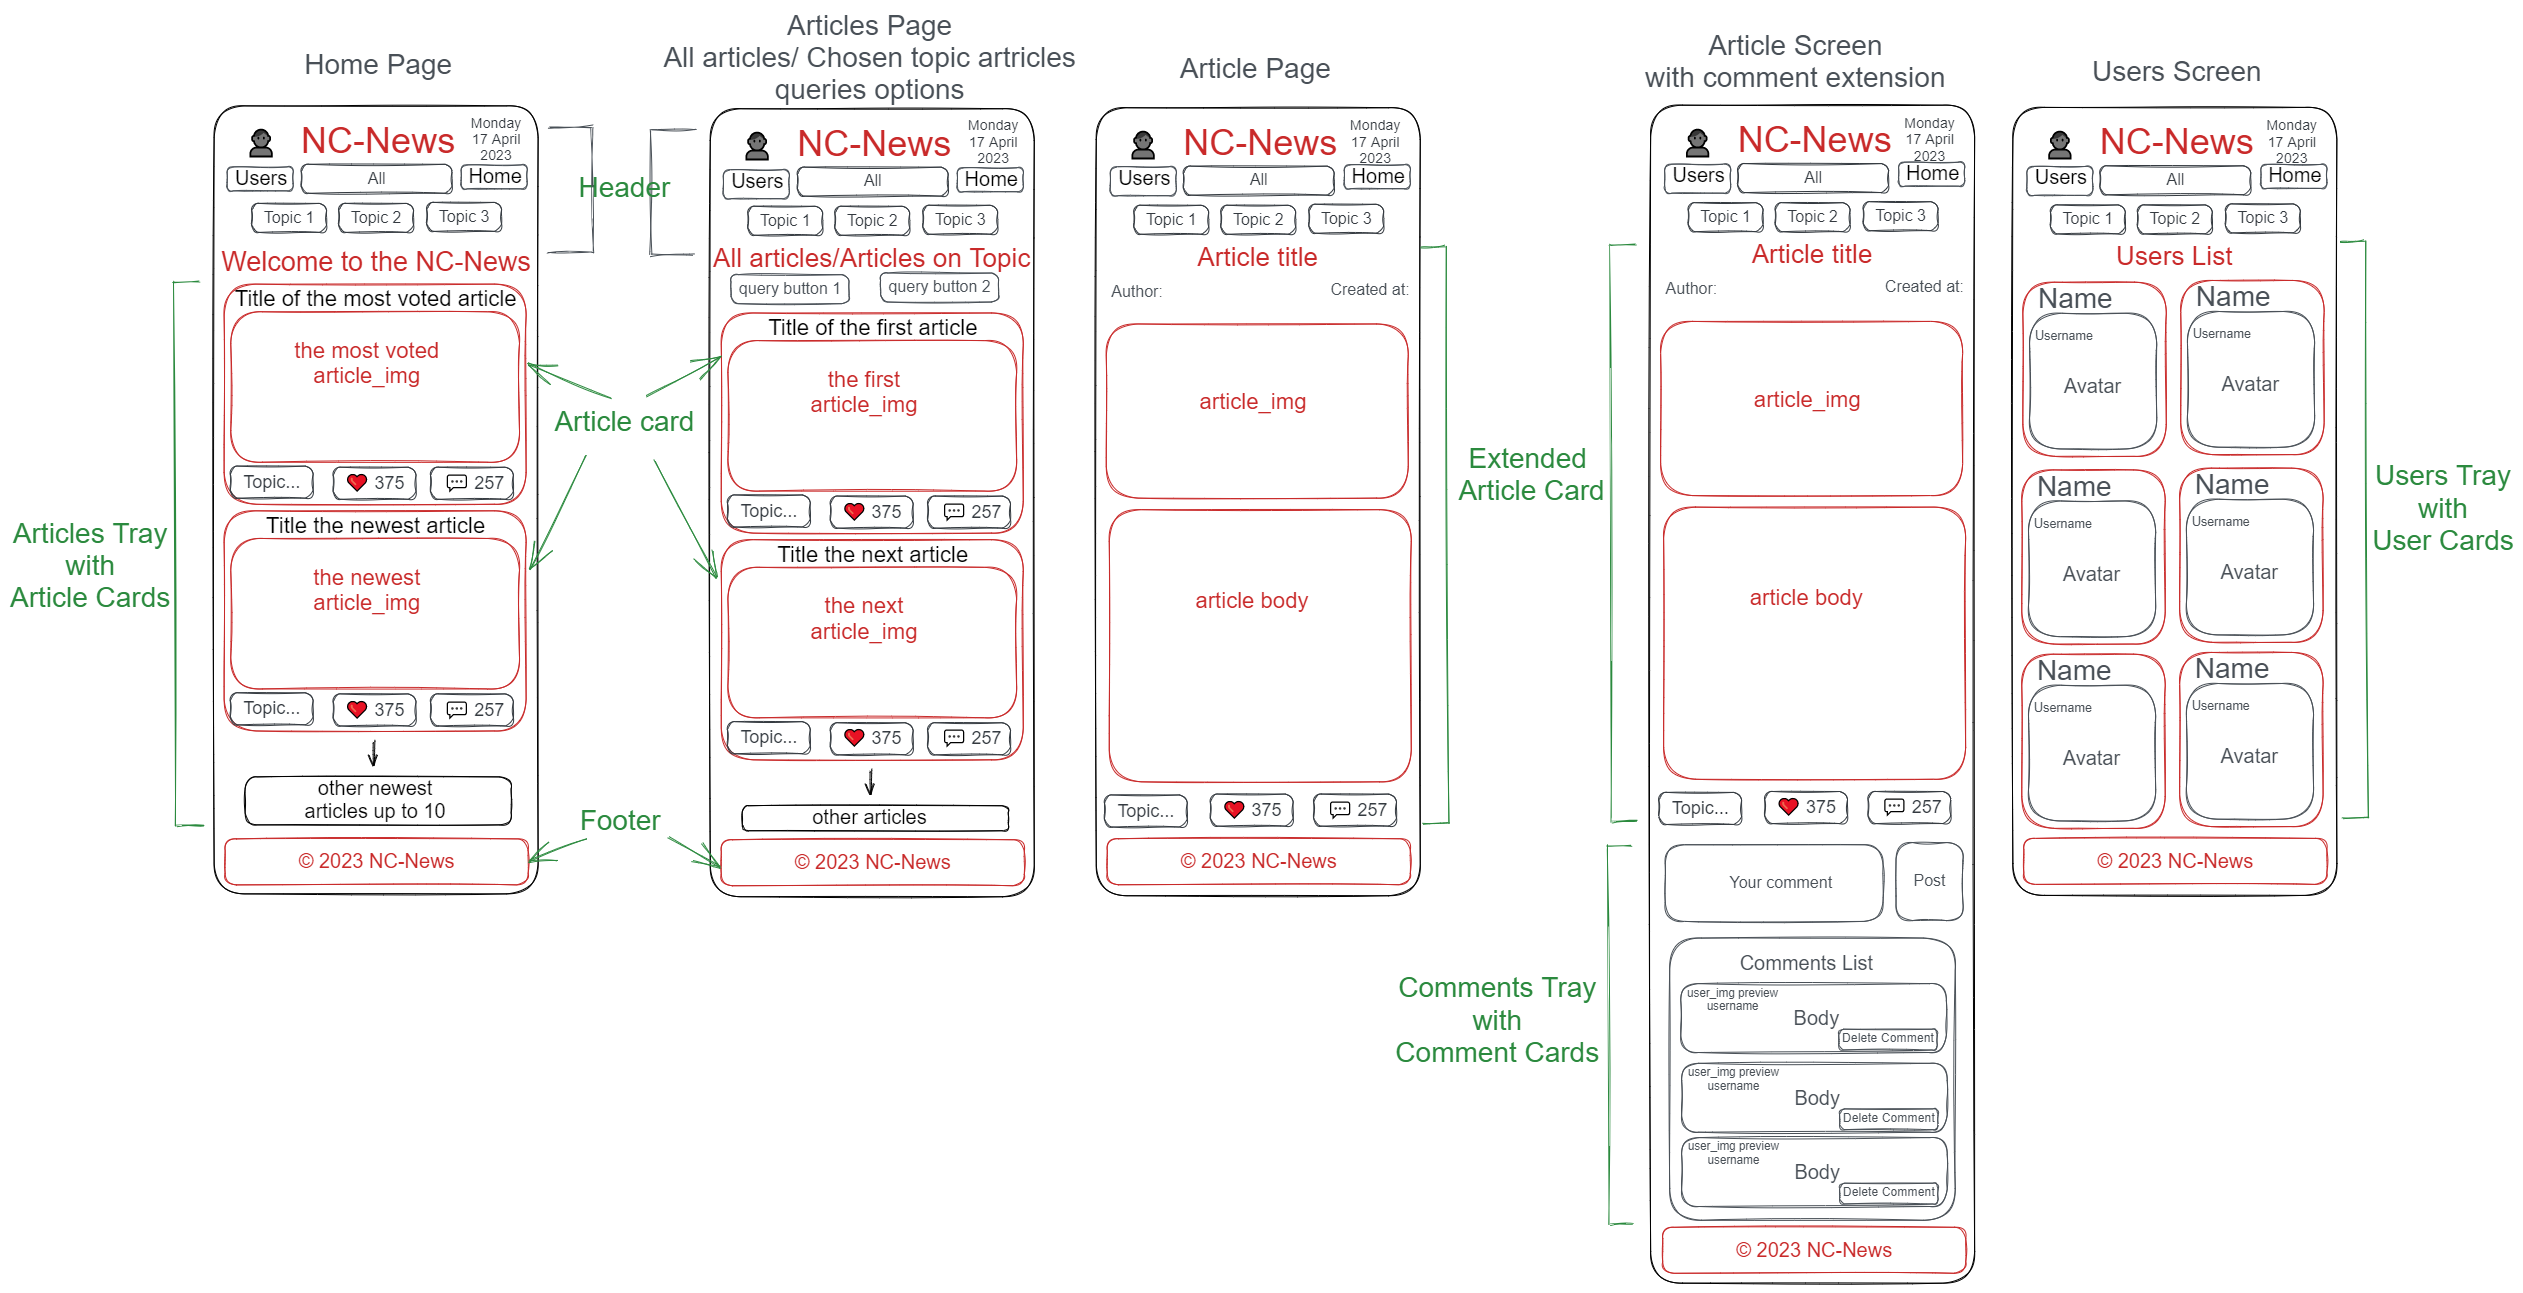 Home Page
NC-News
Monday
17 April
2023
Users
All
Home
Topic 1
Topic 2
Topic 3
Welcome to the NC-News
Title of the most voted article
the most voted
article_img
Topic...
375
257
Title the newest article
the newest
article_img
Topic...
375
257
other newest
articles up to 10
© 2023 NC-News
Articles Tray
with
Article Cards
Header
Article card
Footer
Articles Page
All articles/ Chosen topic artricles
queries options
NC-News
Monday
17 April
2023
Users
All
Home
Topic 1
Topic 2
Topic 3
All articles/Articles on Topic
query button 1
query button 2
Title of the first article
the first
article_img
Topic...
375
257
Title the next article
the next
article_img
Topic...
375
257
other articles
© 2023 NC-News
Article Page
NC-News
Monday
17 April
2023
Users
All
Home
Topic 1
Topic 2
Topic 3
Article title
Author:
Created at:
article_img
article body
Topic...
375
257
© 2023 NC-News
Extended
Article Card
Article Screen
with comment extension
NC-News
Monday
17 April
2023
Users
All
Home
Topic 1
Topic 2
Topic 3
Article title
Author:
Created at:
article_img
article body
Topic...
375
257
Your comment
Post
Comments List
user_img preview
username
Body
Delete Comment
user_img preview
username
Body
Delete Comment
user_img preview
username
Body
Delete Comment
© 2023 NC-News
Comments Tray
with
Comment Cards
Users Screen
NC-News
Monday
17 April
2023
Users
All
Home
Topic 1
Topic 2
Topic 3
Users List
Name
Username
Avatar
Name
Username
Avatar
Name
Username
Avatar
Name
Username
Avatar
Name
Username
Avatar
Name
Username
Avatar
© 2023 NC-News
Users Tray
with
User Cards